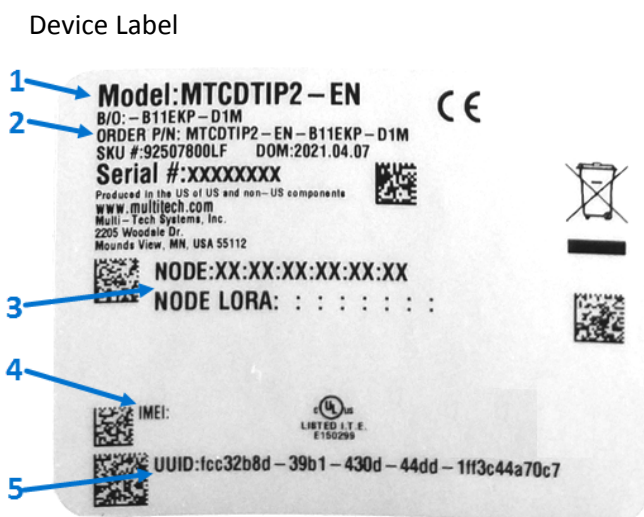 Device Label
1
Model:MTCDTIP2-EN
B/O:-B11EKP-D1M
2
ORDER P/N: MTCDTIP2-EN-B11EKP-D1M
SKU #:92507800LF DOM:2021.04.07
Serial #:XXXXXXXX
Produced in the US of US and non-US components
www.multitech.com
Multi-Tech Systems, Inc.
2205 Woodale Dr.
Mounds View, MN, USA 55112
CE
NODE:XX:XX:XX:XX:XX:XX
3
NODE LORA: : : : : : : :
4
IMEI:
c UL us
LISTED I.T.E.
E150299
5
UUID:fcc32b8d-39b1-430d-44dd-1ff3c44a70c7